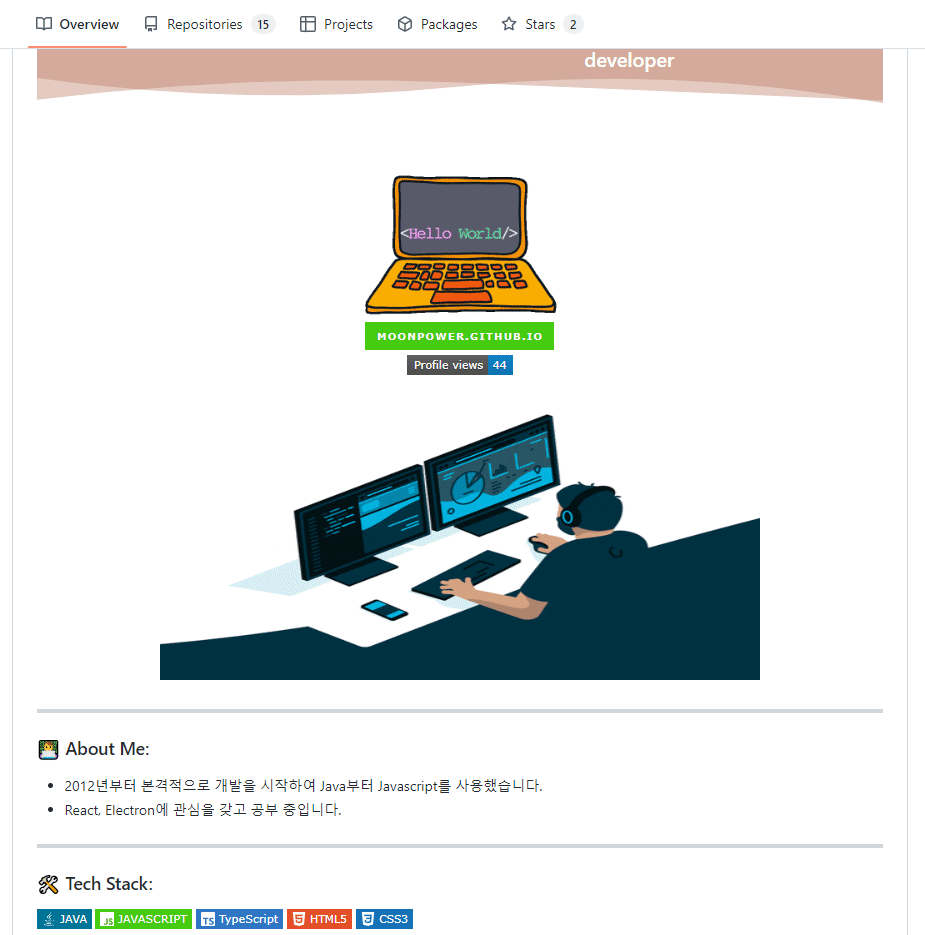 Overview Repositories 15 Projects Packages Stars 2
developer
<Hello World/>
MOONPOWER.GITHUB.IO
Profile views 44
About Me:
2012년부터 본격적으로 개발을 시작하여 Java부터 Javascript를 사용했습니다.
React, Electron에 관심을 갖고 공부 중입니다.
Tech Stack:
JAVA JS JAVASCRIPT TS TypeScript HTML5 CSS3